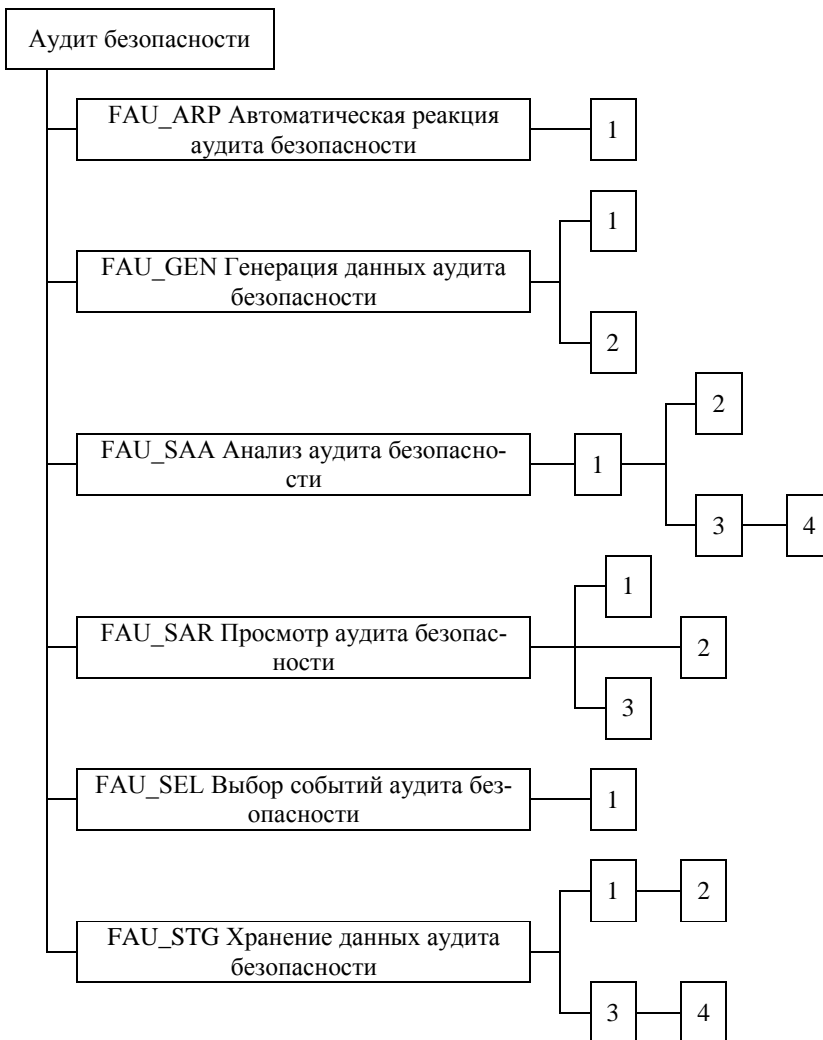 Аудит безопасности
FAU_ARP Автоматическая реакция
аудита безопасности
1
1
FAU_GEN Генерация данных аудита
безопасности
2
2
FAU_SAA Анализ аудита безопасно-
сти
1
3
4
1
FAU_SAR Просмотр аудита безопас-
ности
2
3
FAU_SEL Выбор событий аудита без-
опасности
1
1
2
FAU_STG Хранение данных аудита
безопасности
3
4